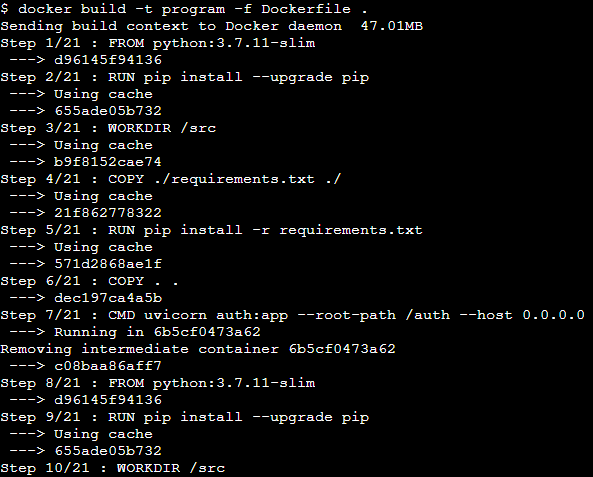 $ docker build -t program -f Dockerfile .
Sending build context to Docker daemon  47.01MB
Step 1/21 : FROM python:3.7.11-slim
 ---> d96145f94136
Step 2/21 : RUN pip install --upgrade pip
 ---> Using cache
 ---> 655ade05b732
Step 3/21 : WORKDIR /src
 ---> Using cache
 ---> b9f8152cae74
Step 4/21 : COPY ./requirements.txt ./
 ---> Using cache
 ---> 21f862778322
Step 5/21 : RUN pip install -r requirements.txt
 ---> Using cache
 ---> 571d2868ae1f
Step 6/21 : COPY . .
 ---> dec197ca4a5b
Step 7/21 : CMD uvicorn auth:app --root-path /auth --host 0.0.0.0
 ---> Running in 6b5cf0473a62
Removing intermediate container 6b5cf0473a62
 ---> c08baa86aff7
Step 8/21 : FROM python:3.7.11-slim
 ---> d96145f94136
Step 9/21 : RUN pip install --upgrade pip
 ---> Using cache
 ---> 655ade05b732
Step 10/21 : WORKDIR /src